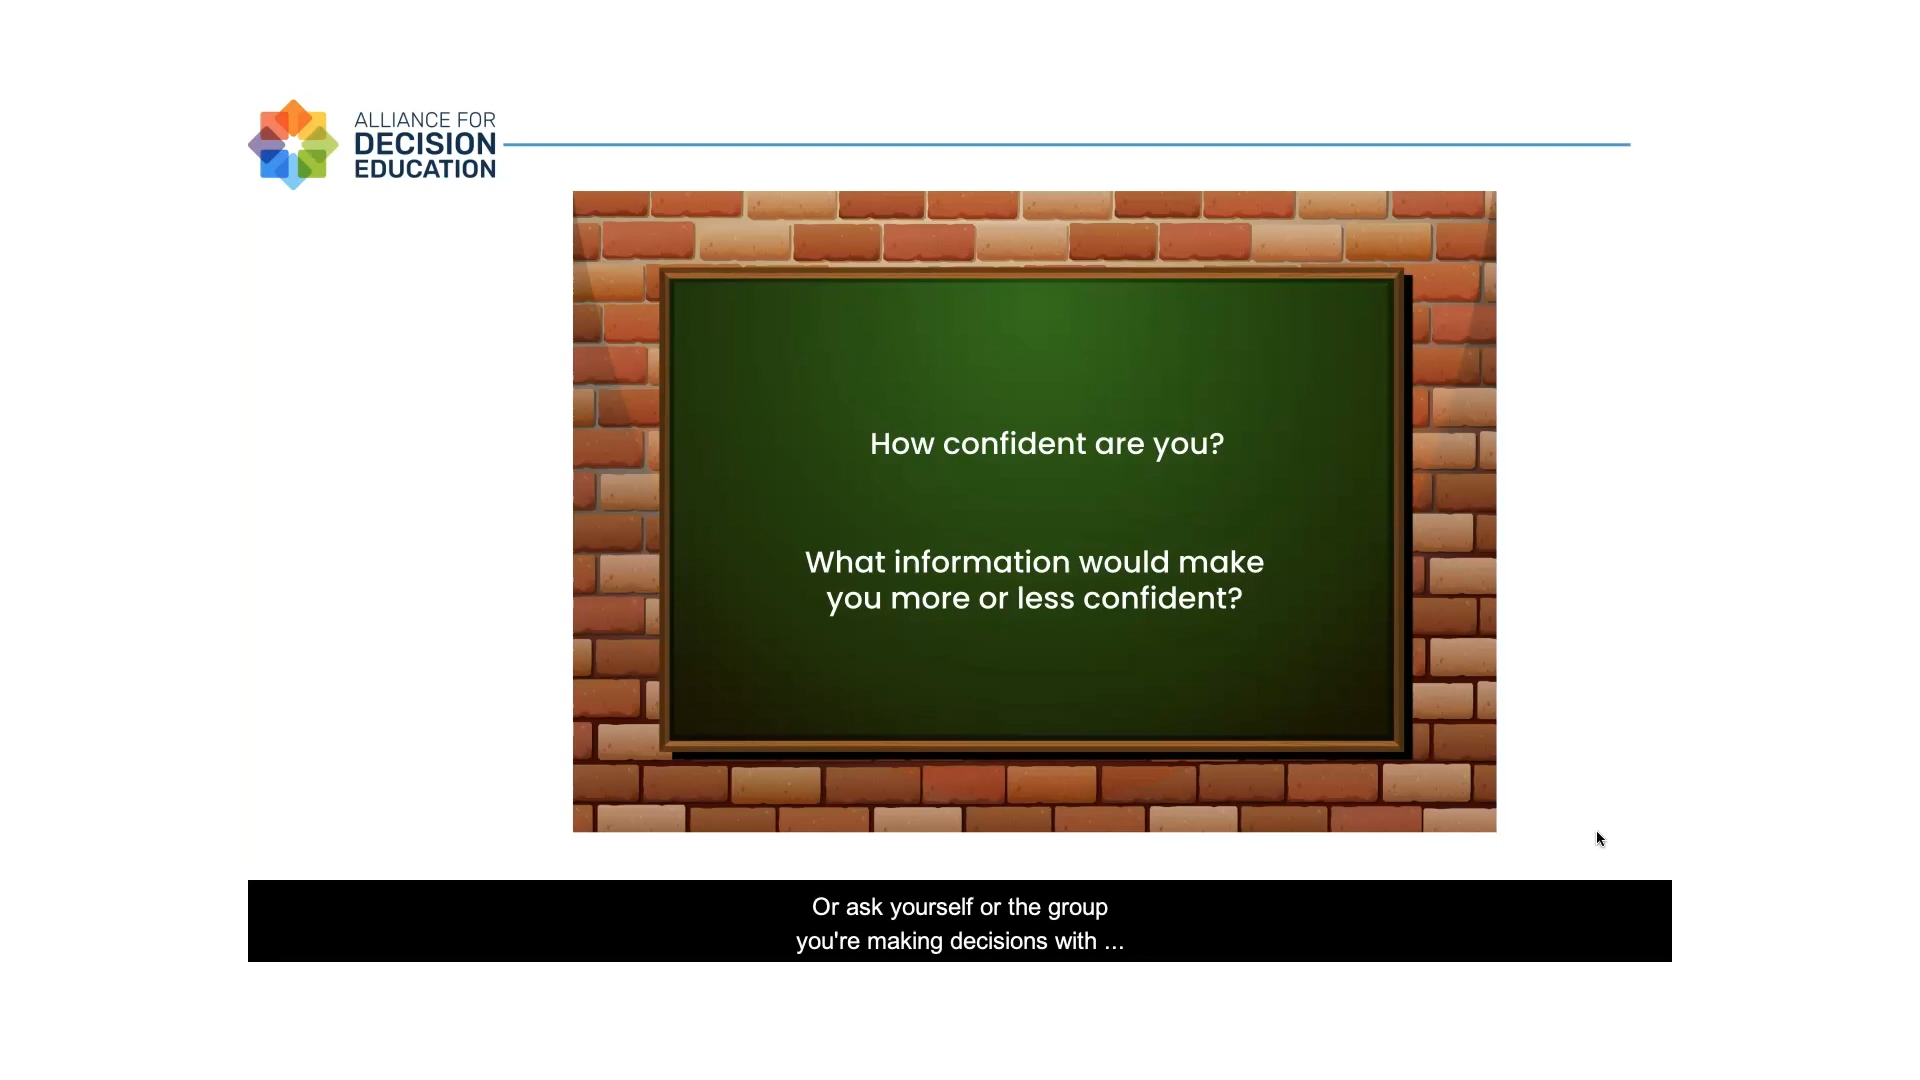 ALLIANCE FOR
DECISION
EDUCATION
How confident are you?
What information would make
you more or less confident?
Or ask yourself or the group
you're making decisions with ...